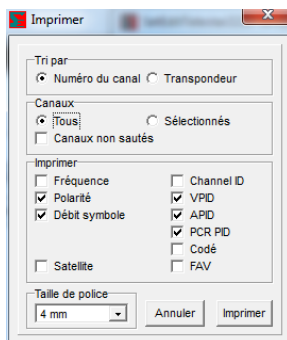 Imprimer
Tri par
Numéro du canal Transpondeur
Canaux
Tous Sélectionnés
Canaux non sautés
Imprimer
Fréquence Channel ID
Polarité VPID
Débit symbole APID
PCR PID
Codé
Satellite FAV
Taille de police
4 mm Annuler Imprimer